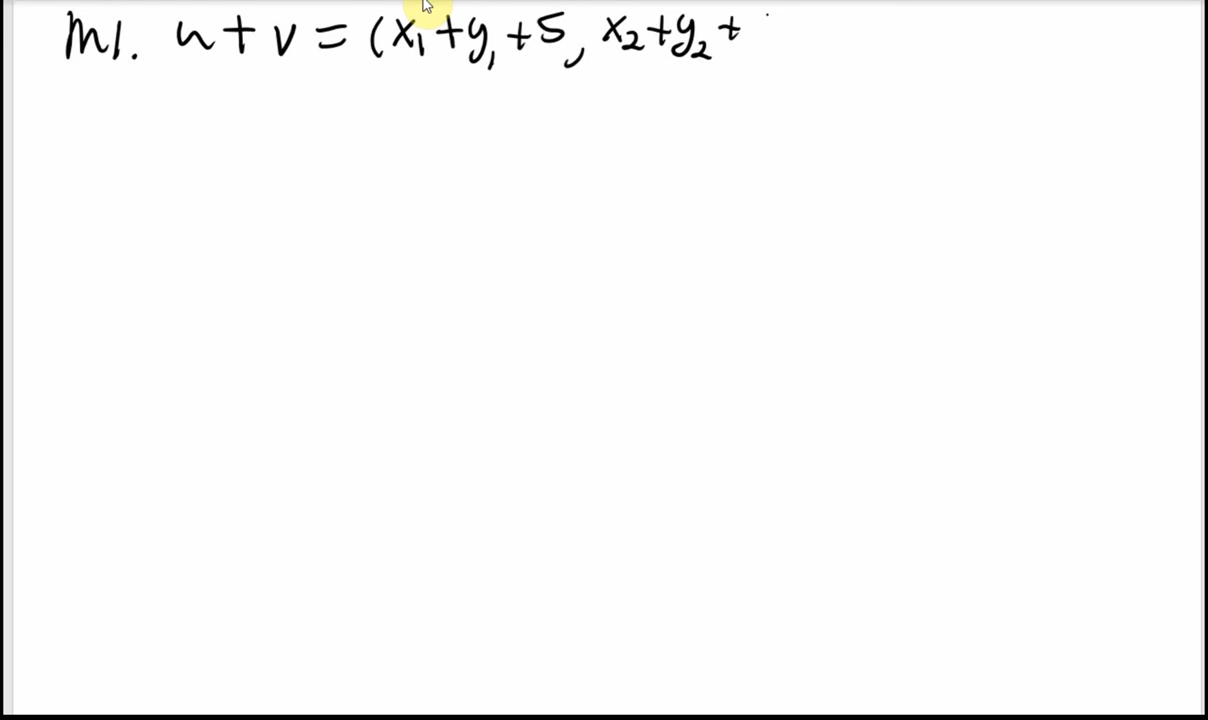 M1. u + v = (x₁+y₁+5, x₂+y₂+